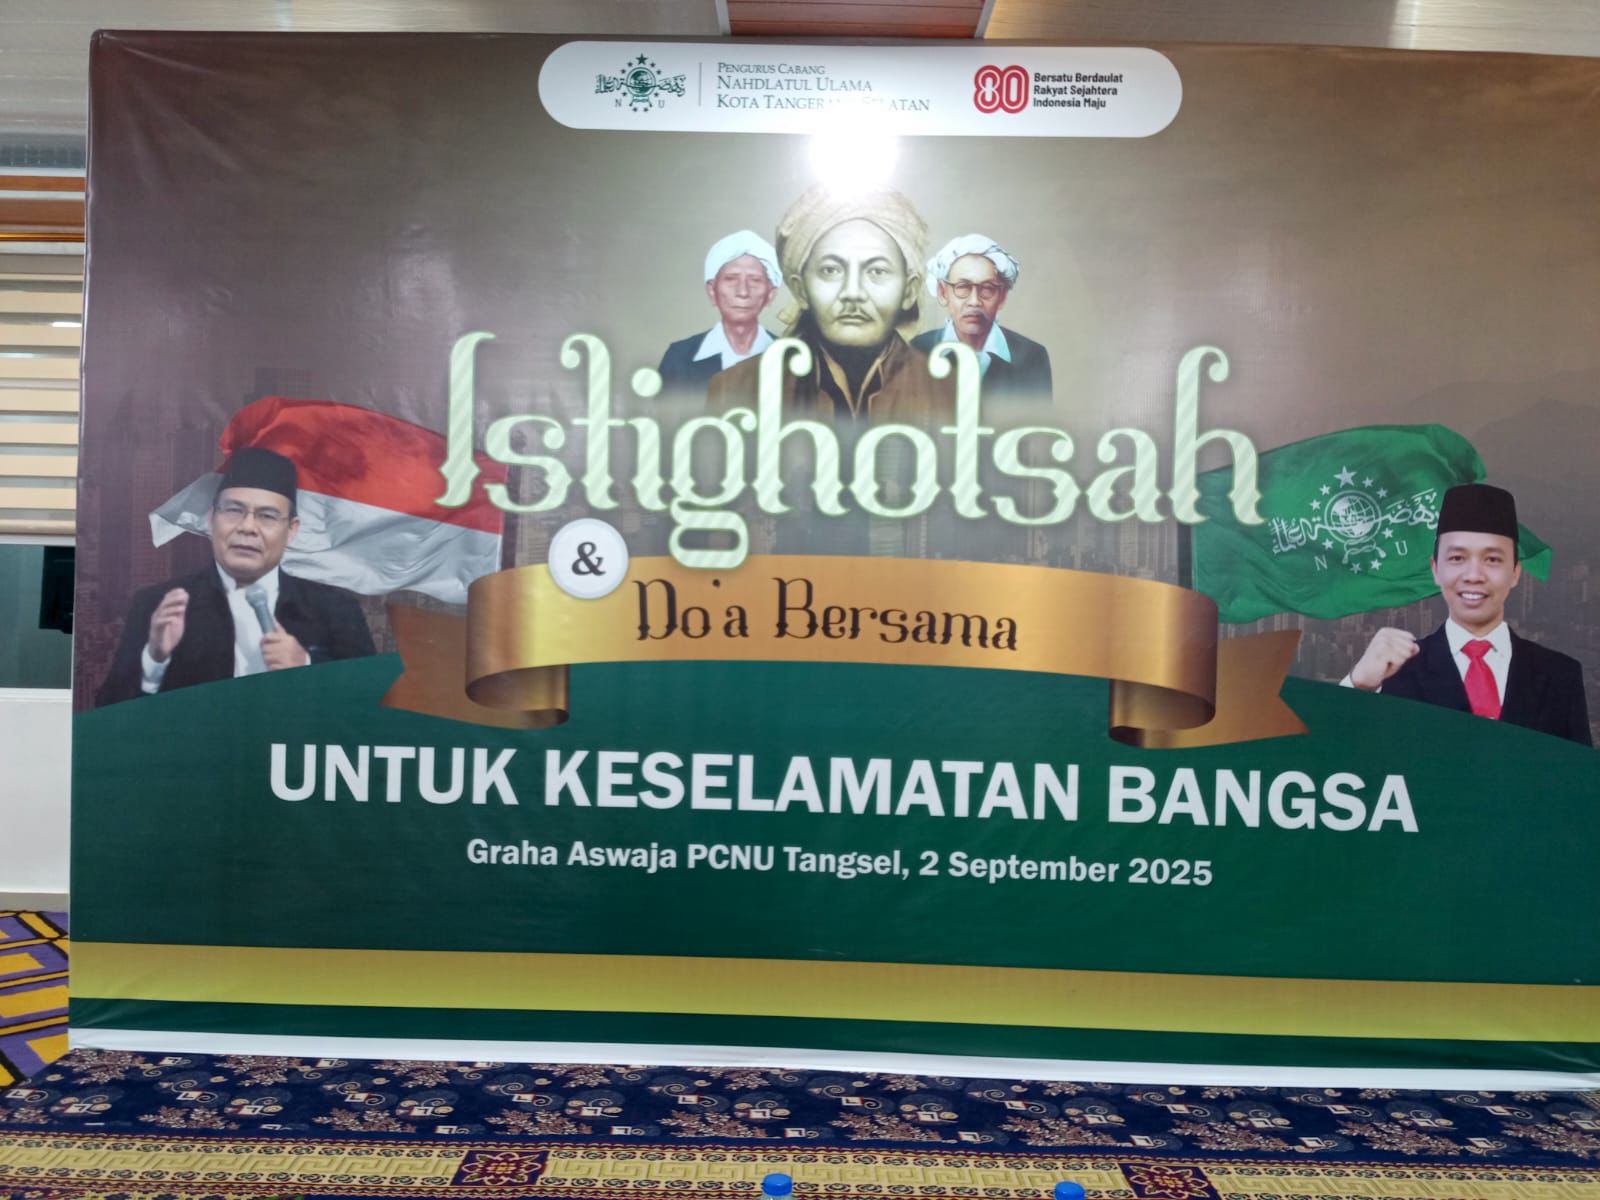 PENGURUS CABANG
NAHDLATUL ULAMA
KOTA TANGERANG SELATAN
N U
80
Bersatu Berdaulat
Rakyat Sejahtera
Indonesia Maju
Istighotsah
&
Do'a Bersama
N U
UNTUK KESELAMATAN BANGSA
Graha Aswaja PCNU Tangsel, 2 September 2025